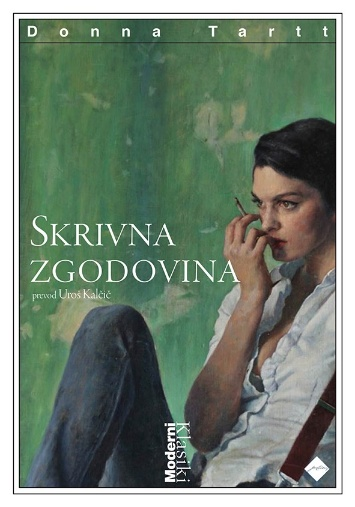 Donna Tartt
SKRIVNA
ZGODOVINA
prevod Uroš Kalčič
Moderni
Klasiki